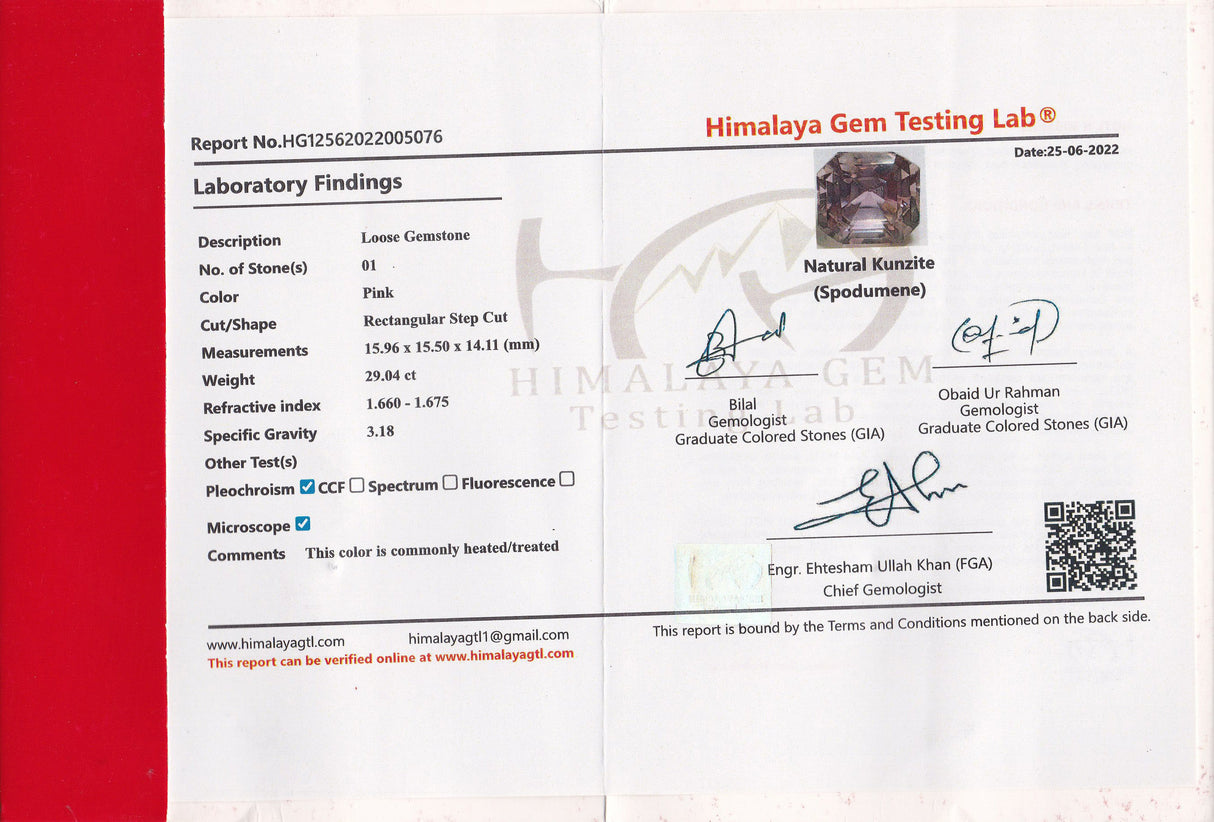 Report No.HG12562022005076
Himalaya Gem Testing Lab®
Date:25-06-2022
Laboratory Findings
Description Loose Gemstone
No. of Stone(s) 01
Color Pink
Cut/Shape Rectangular Step Cut
Measurements 15.96 x 15.50 x 14.11 (mm)
Weight 29.04 ct
Refractive index 1.660 - 1.675
Specific Gravity 3.18
Other Test(s)
Pleochroism CCF Spectrum Fluorescence
Microscope
Comments This color is commonly heated/treated
www.himalayagtl.com himalayagtl1@gmail.com
This report can be verified online at www.himalayagtl.com
Natural Kunzite
(Spodumene)
HIMALAYA GEM
Testing Lab
Bilal
Gemologist
Graduate Colored Stones (GIA)
Obaid Ur Rahman
Gemologist
Graduate Colored Stones (GIA)
Engr. Ehtesham Ullah Khan (FGA)
Chief Gemologist
This report is bound by the Terms and Conditions mentioned on the back side.